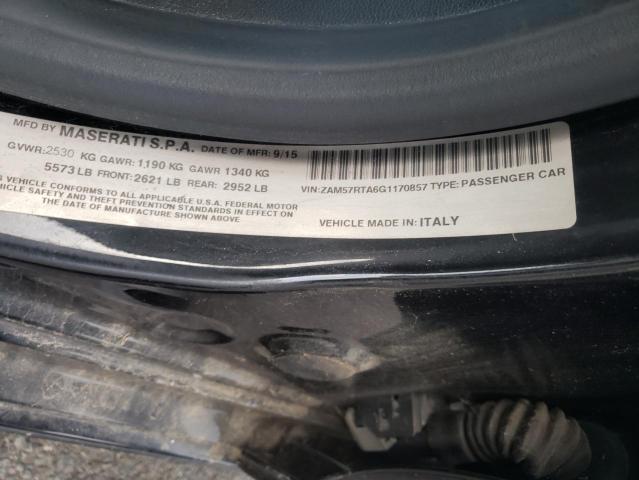 MFD BY MASERATI S.P.A. DATE OF MFR: 9/15
GVWR:2530 KG GAWR: 1190 KG GAWR 1340 KG
5573 LB FRONT: 2621 LB REAR: 2952 LB
VEHICLE CONFORMS TO ALL APPLICABLE U.S.A. FEDERAL MOTOR
VEHICLE SAFETY AND THEFT PREVENTION STANDARDS IN EFFECT ON
THE DATE OF MANUFACTURE SHOWN ABOVE
VIN:ZAM57RTA6G1170857 TYPE: PASSENGER CAR
VEHICLE MADE IN: ITALY